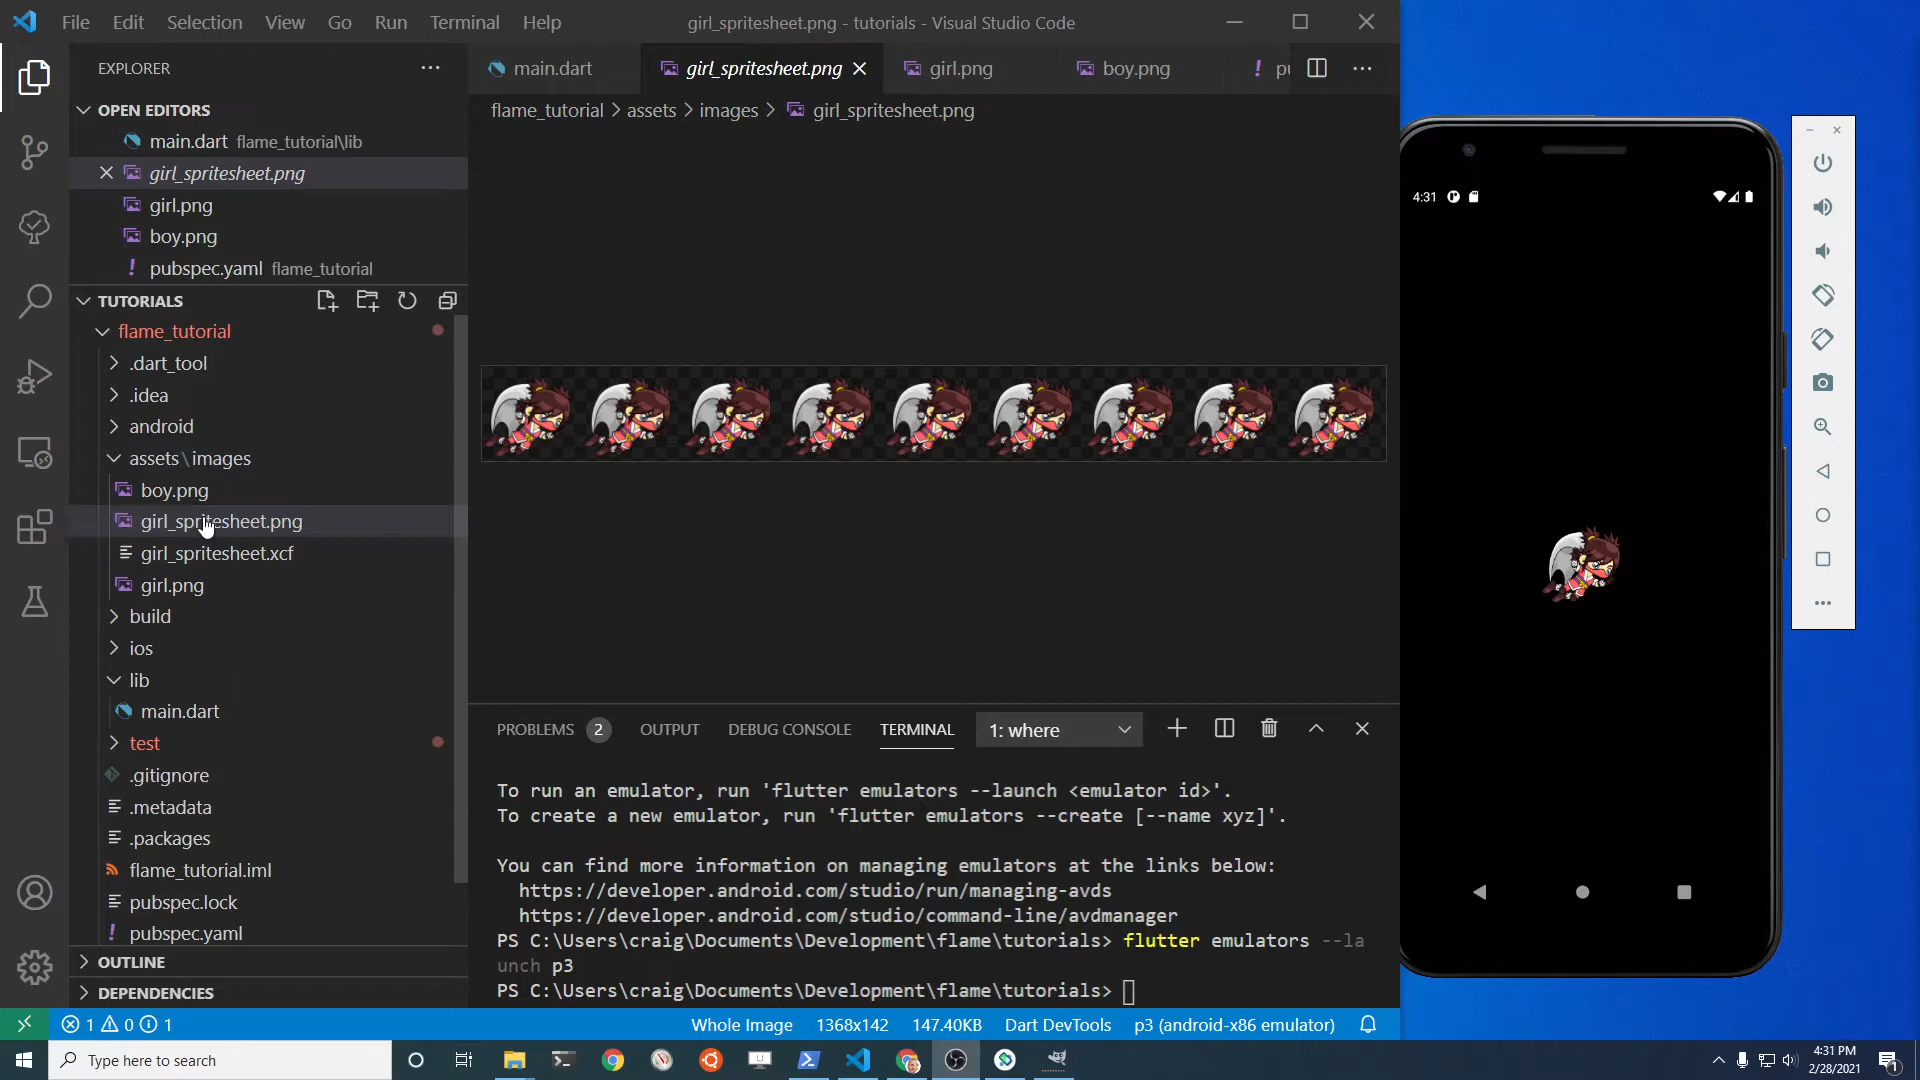 File Edit Selection View Go Run Terminal Help
girl_spritesheet.png - tutorials - Visual Studio Code
EXPLORER
OPEN EDITORS
main.dart flame_tutorial\lib
girl_spritesheet.png
girl.png
boy.png
pubspec.yaml flame_tutorial
TUTORIALS
flame_tutorial
.dart_tool
.idea
android
assets\images
boy.png
girl_spritesheet.png
girl_spritesheet.xcf
girl.png
build
ios
lib
main.dart
test
.gitignore
.metadata
.packages
flame_tutorial.iml
pubspec.lock
pubspec.yaml
OUTLINE
DEPENDENCIES
main.dart girl_spritesheet.png girl.png boy.png
flame_tutorial > assets > images > girl_spritesheet.png
PROBLEMS 2 OUTPUT DEBUG CONSOLE TERMINAL 1: where
To run an emulator, run 'flutter emulators --launch <emulator id>'.
To create a new emulator, run 'flutter emulators --create [--name xyz]'.
You can find more information on managing emulators at the links below:
https://developer.android.com/studio/run/managing-avds
https://developer.android.com/studio/command-line/avdmanager
PS C:\Users\craig\Documents\Development\flame\tutorials> flutter emulators --la
unch p3
PS C:\Users\craig\Documents\Development\flame\tutorials>
4:31
1 0 1 Whole Image 1368x142 147.40KB Dart DevTools p3 (android-x86 emulator)
Type here to search
4:31 PM
2/28/2021
1